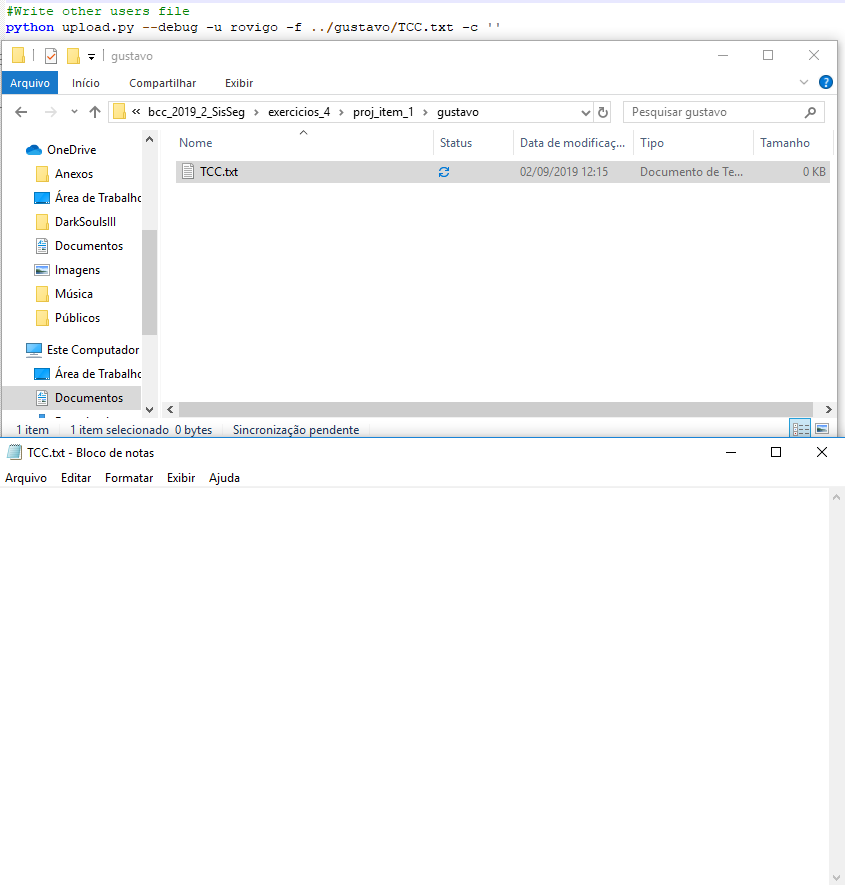 #Write other users file
python upload.py --debug -u rovigo -f ../gustavo/TCC.txt -c ''
gustavo
Arquivo Início Compartilhar Exibir
« bcc_2019_2_SisSeg › exercicios_4 › proj_item_1 › gustavo
Pesquisar gustavo
Nome Status Data de modificaç... Tipo Tamanho
TCC.txt 02/09/2019 12:15 Documento de Te... 0 KB
OneDrive
Anexos
Área de Trabalho
DarkSoulsIII
Documentos
Imagens
Música
Públicos
Este Computador
Área de Trabalho
Documentos
1 item 1 item selecionado 0 bytes Sincronização pendente
TCC.txt - Bloco de notas
Arquivo Editar Formatar Exibir Ajuda